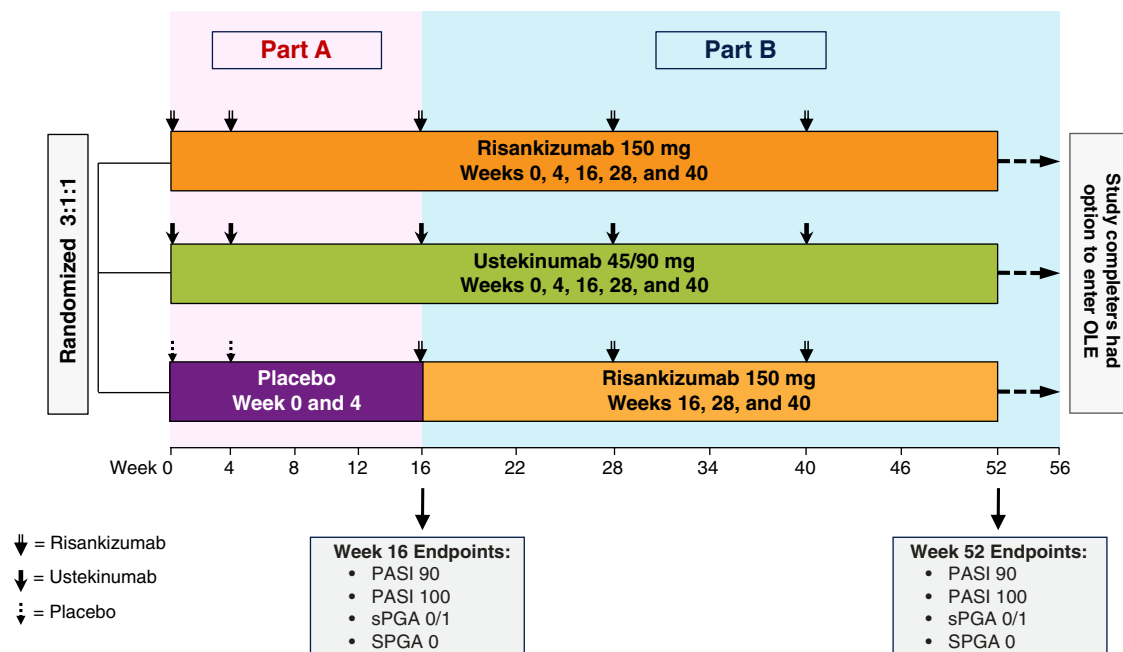 Part A
Part B
Randomized 3:1:1
Risankizumab 150 mg
Weeks 0, 4, 16, 28, and 40
Ustekinumab 45/90 mg
Weeks 0, 4, 16, 28, and 40
Placebo
Week 0 and 4
Risankizumab 150 mg
Weeks 16, 28, and 40
Study completers had
option to enter OLE
Week 0 4 8 12 16 22 28 34 40 46 52 56
= Risankizumab
= Ustekinumab
= Placebo
Week 16 Endpoints:
• PASI 90
• PASI 100
• sPGA 0/1
• SPGA 0
Week 52 Endpoints:
• PASI 90
• PASI 100
• sPGA 0/1
• SPGA 0